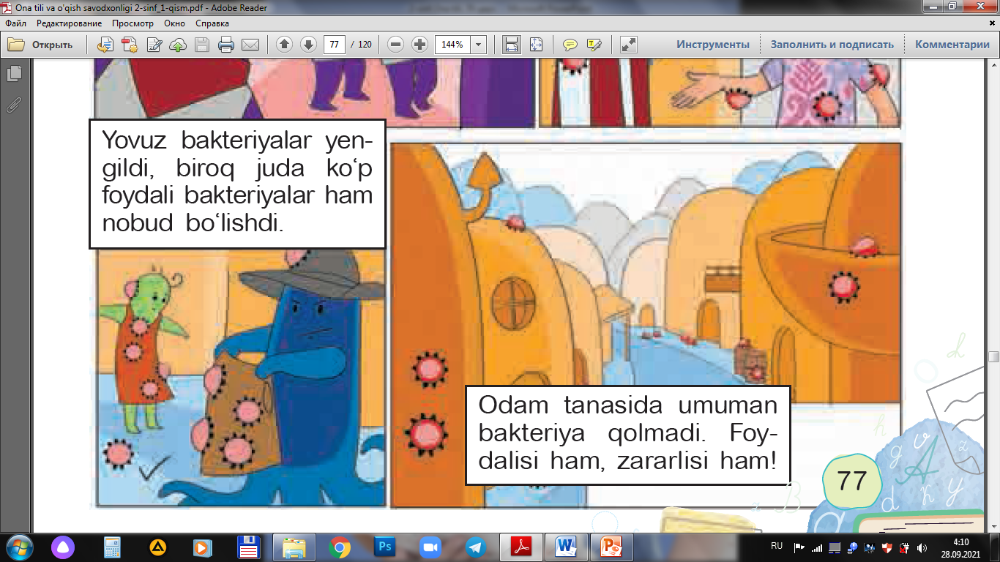 Ona tili va o'qish savodxonligi 2-sinf_1-qism.pdf - Adobe Reader
Файл Редактирование Просмотр Окно Справка
Открыть 77 / 120 144% Инструменты Заполнить и подписать Комментарии
Yovuz bakteriyalar yen-
gildi, biroq juda ko‘p
foydali bakteriyalar ham
nobud bo‘lishdi.
Odam tanasida umuman
bakteriya qolmadi. Foy-
dalisi ham, zararlisi ham!
77
RU
4:10
28.09.2021